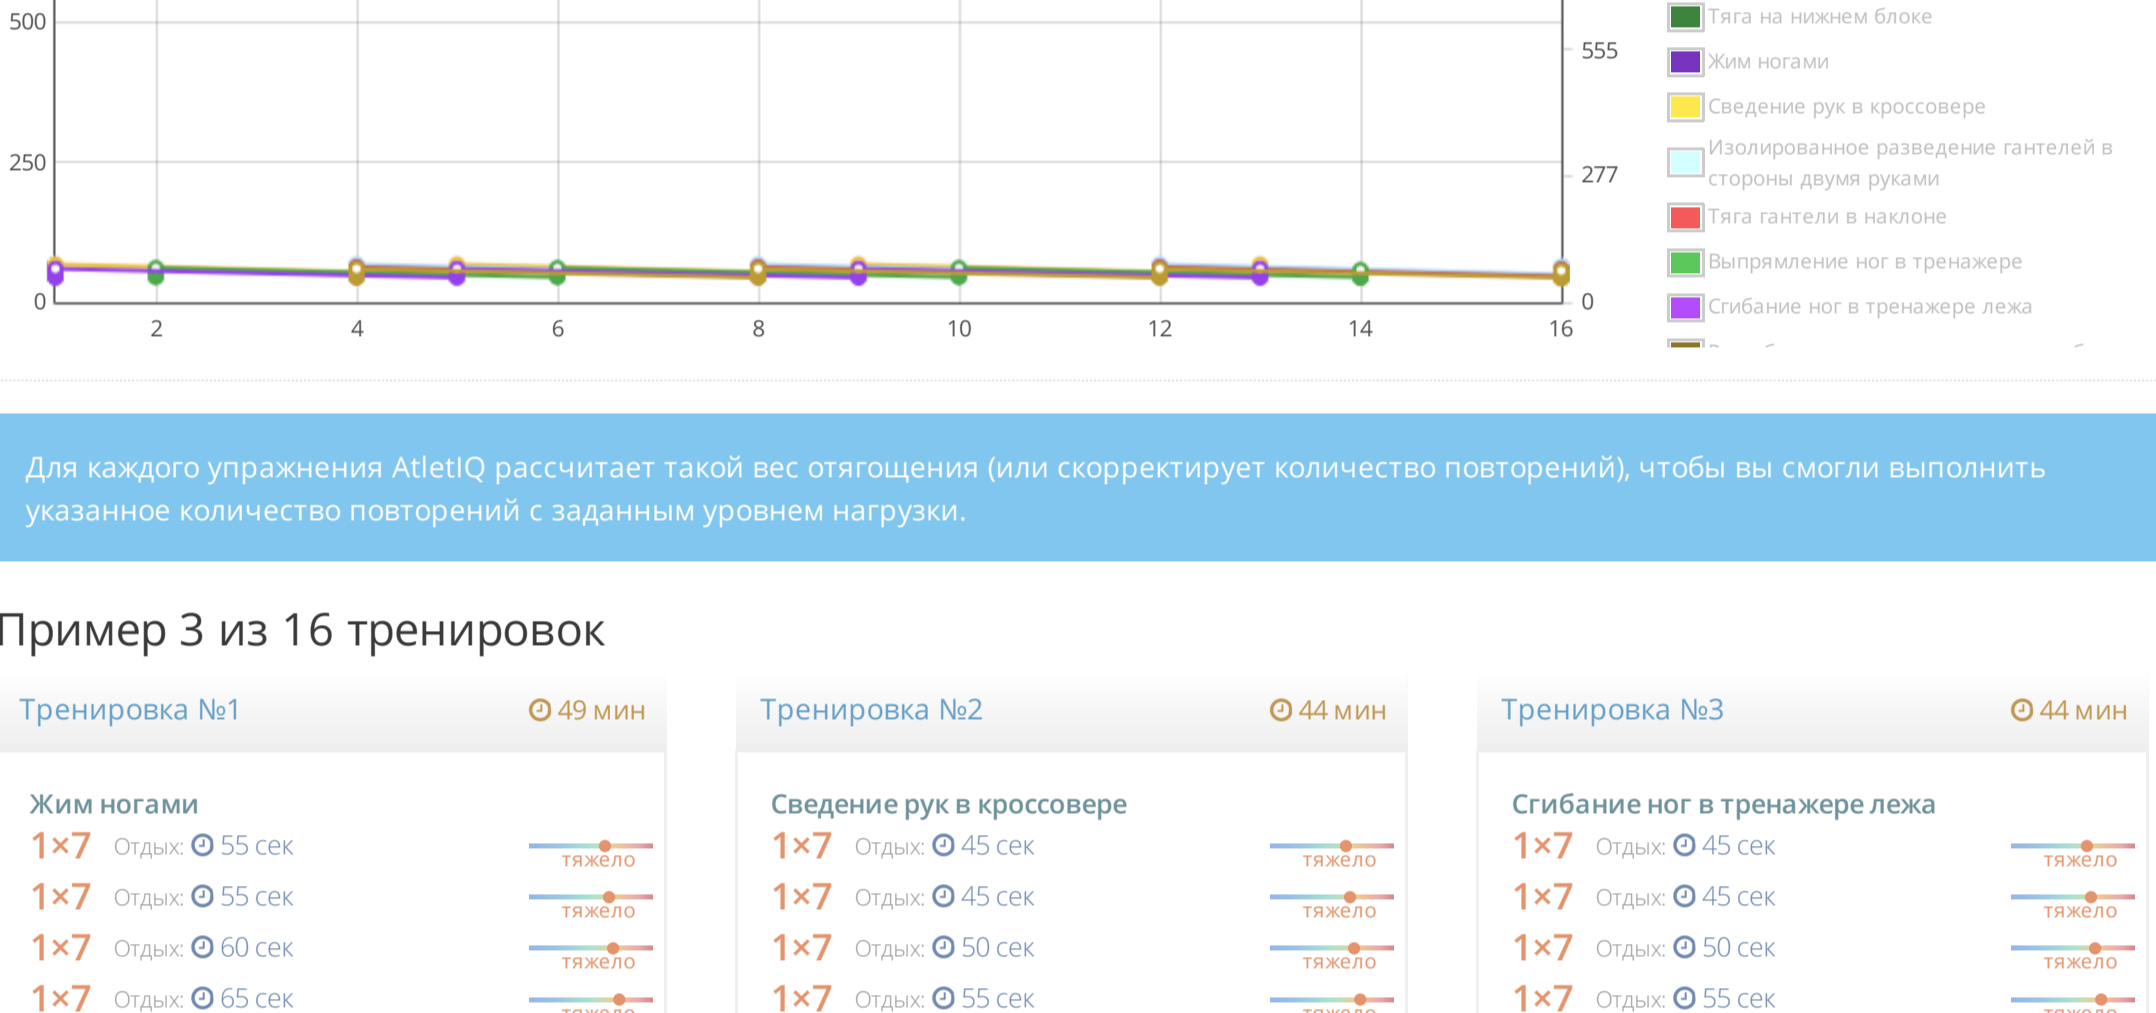 500
250
0
555
277
0
2 4 6 8 10 12 14 16
Тяга на нижнем блоке
Жим ногами
Сведение рук в кроссовере
Изолированное разведение гантелей в
стороны двумя руками
Тяга гантели в наклоне
Выпрямление ног в тренажере
Сгибание ног в тренажере лежа
Для каждого упражнения AtletIQ рассчитает такой вес отягощения (или скорректирует количество повторений), чтобы вы смогли выполнить
указанное количество повторений с заданным уровнем нагрузки.
Пример 3 из 16 тренировок
Тренировка №1 49 мин
Жим ногами
1×7 Отдых: 55 сек тяжело
1×7 Отдых: 55 сек тяжело
1×7 Отдых: 60 сек тяжело
1×7 Отдых: 65 сек тяжело
Тренировка №2 44 мин
Сведение рук в кроссовере
1×7 Отдых: 45 сек тяжело
1×7 Отдых: 45 сек тяжело
1×7 Отдых: 50 сек тяжело
1×7 Отдых: 55 сек тяжело
Тренировка №3 44 мин
Сгибание ног в тренажере лежа
1×7 Отдых: 45 сек тяжело
1×7 Отдых: 45 сек тяжело
1×7 Отдых: 50 сек тяжело
1×7 Отдых: 55 сек тяжело